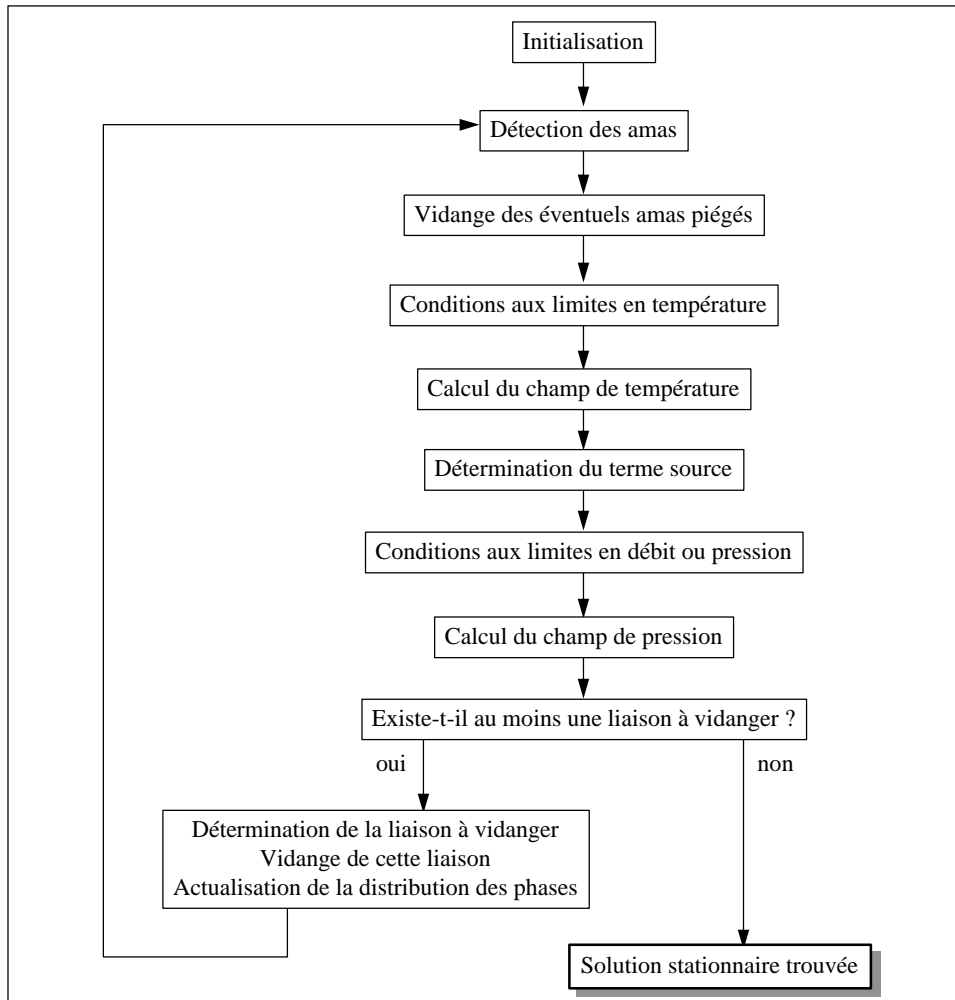 Initialisation
Détection des amas
Vidange des éventuels amas piégés
Conditions aux limites en température
Calcul du champ de température
Détermination du terme source
Conditions aux limites en débit ou pression
Calcul du champ de pression
Existe-t-il au moins une liaison à vidanger ?
oui
non
Détermination de la liaison à vidanger
Vidange de cette liaison
Actualisation de la distribution des phases
Solution stationnaire trouvée